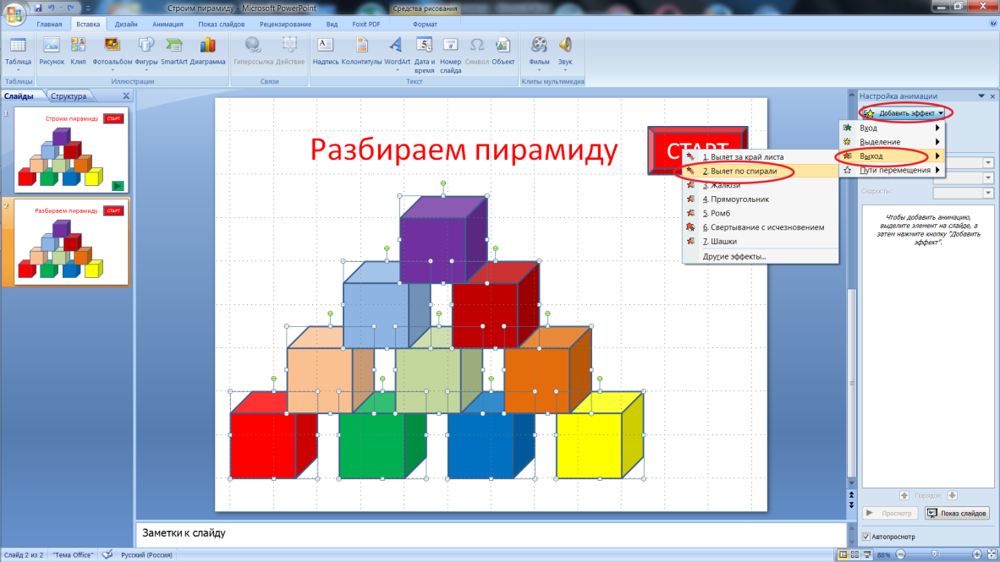 Строим пирамиду - Microsoft PowerPoint
Средства рисования
Главная Вставка Дизайн Анимация Показ слайдов Рецензирование Вид Foxit PDF Формат
Таблица Рисунок Клип Фотоальбом Фигуры SmartArt Диаграмма Гиперссылка Действие Надпись Колонтитулы WordArt Дата и время Номер слайда Символ Объект Фильм Звук
Таблицы Иллюстрации Связи Текст Клипы мультимедиа
Слайды Структура
1
Строим пирамиду СТАРТ
2
Разбираем пирамиду СТАРТ
Разбираем пирамиду
СТАРТ
1. Вылет за край листа
2. Вылет по спирали
3. Жалюзи
4. Прямоугольник
5. Ромб
6. Свертывание с исчезновением
7. Шашки
Другие эффекты...
Настройка анимации
Добавить эффект
Вход
Выделение
Выход
Пути перемещения
Скорость:
Чтобы добавить анимацию,
выделите элемент на слайде, а
затем нажмите кнопку "Добавить
эффект".
Порядок
Просмотр Показ слайдов
Автопросмотр
Заметки к слайду
Слайд 2 из 2 "Тема Office" Русский (Россия) 88%